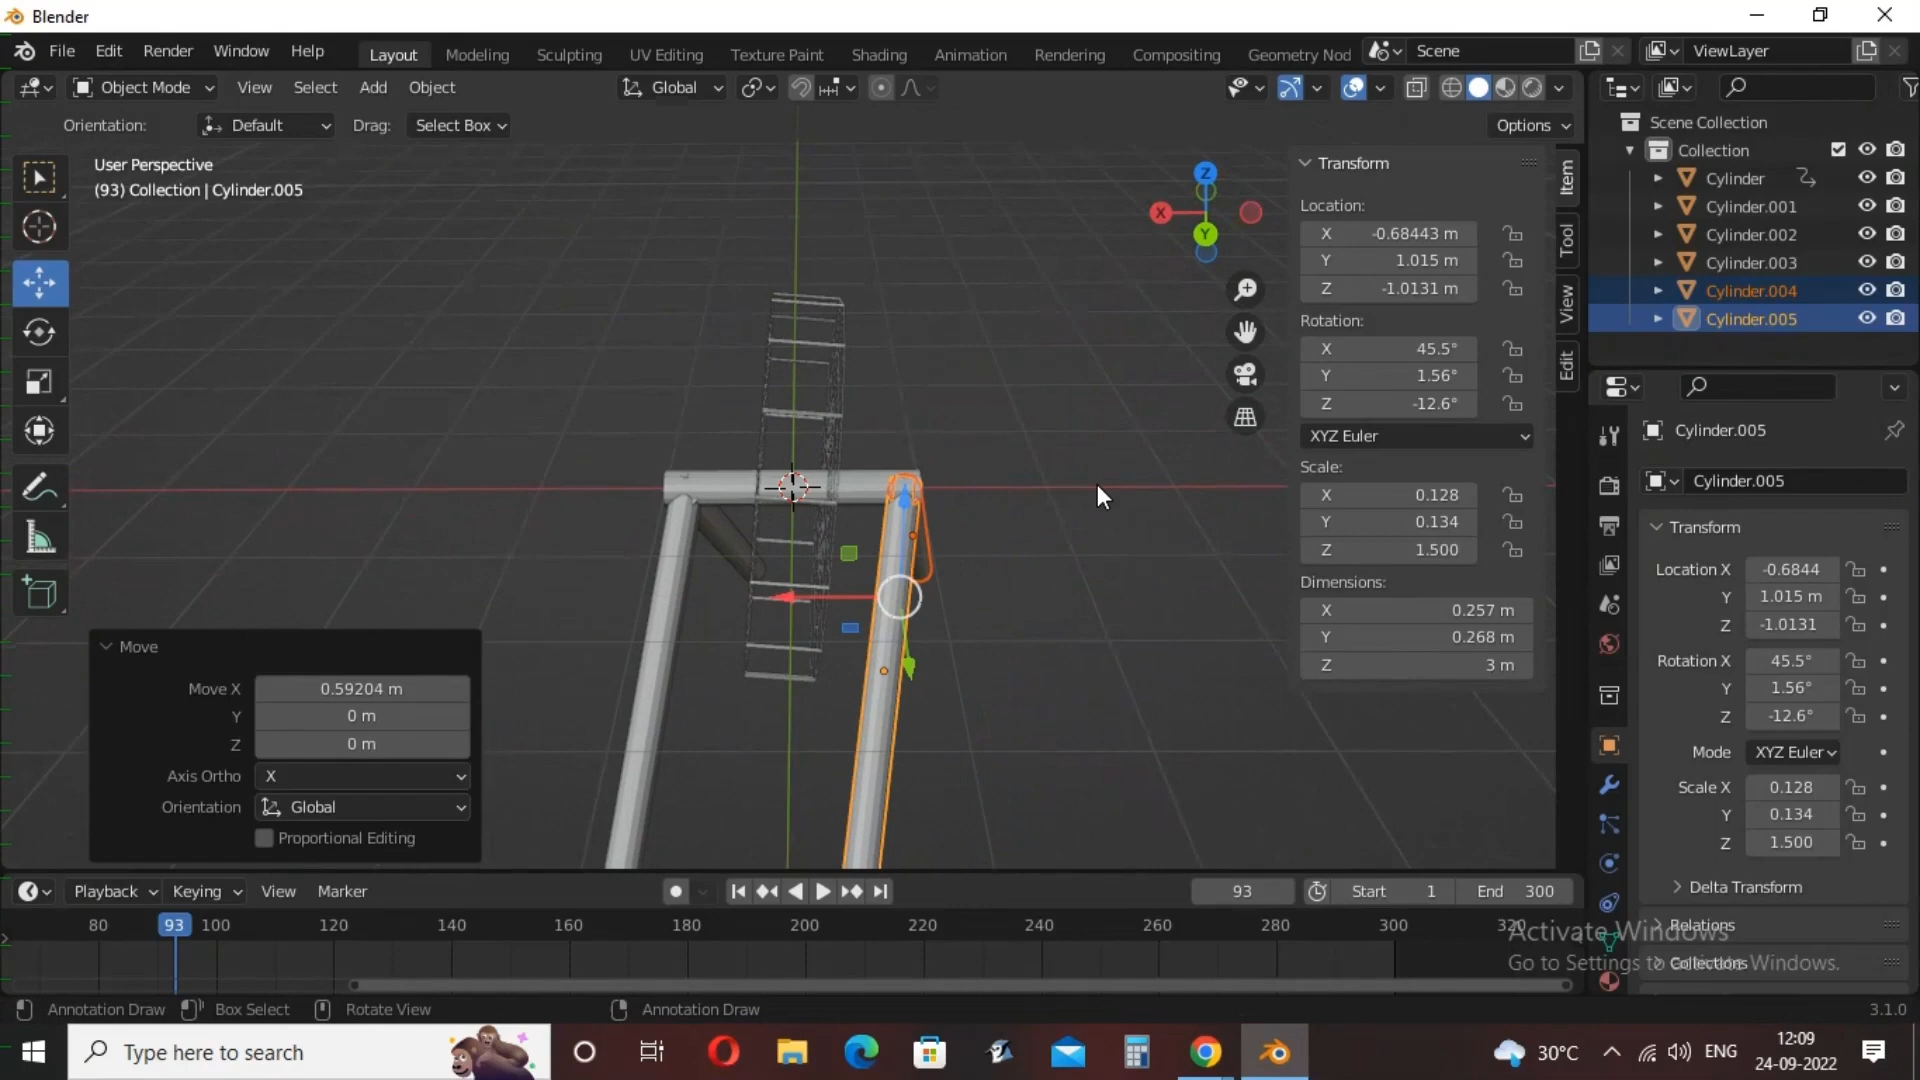 Blender
File Edit Render Window Help Layout Modeling Sculpting UV Editing Texture Paint Shading Animation Rendering Compositing Geometry Nod Scene ViewLayer
Object Mode View Select Add Object Global
Orientation: Default Drag: Select Box Options
User Perspective
(93) Collection | Cylinder.005
X
Z
Y
Transform
Location:
X -0.68443 m
Y 1.015 m
Z -1.0131 m
Rotation:
X 45.5°
Y 1.56°
Z -12.6°
XYZ Euler
Scale:
X 0.128
Y 0.134
Z 1.500
Dimensions:
X 0.257 m
Y 0.268 m
Z 3 m
Item
Tool
View
Edit
Scene Collection
Collection
Cylinder
Cylinder.001
Cylinder.002
Cylinder.003
Cylinder.004
Cylinder.005
Cylinder.005
Cylinder.005
Transform
Location X -0.6844
Y 1.015 m
Z -1.0131
Rotation X 45.5°
Y 1.56°
Z -12.6°
Mode XYZ Euler
Scale X 0.128
Y 0.134
Z 1.500
Delta Transform
Relations
Collections
Move
Move X 0.59204 m
Y 0 m
Z 0 m
Axis Ortho X
Orientation Global
Proportional Editing
Playback Keying View Marker 93 Start 1 End 300
80 93 100 120 140 160 180 200 220 240 260 280 300 320
Activate Windows
Go to Settings to activate Windows.
Annotation Draw Box Select Rotate View Annotation Draw 3.1.0
Type here to search
30°C ENG
12:09
24-09-2022